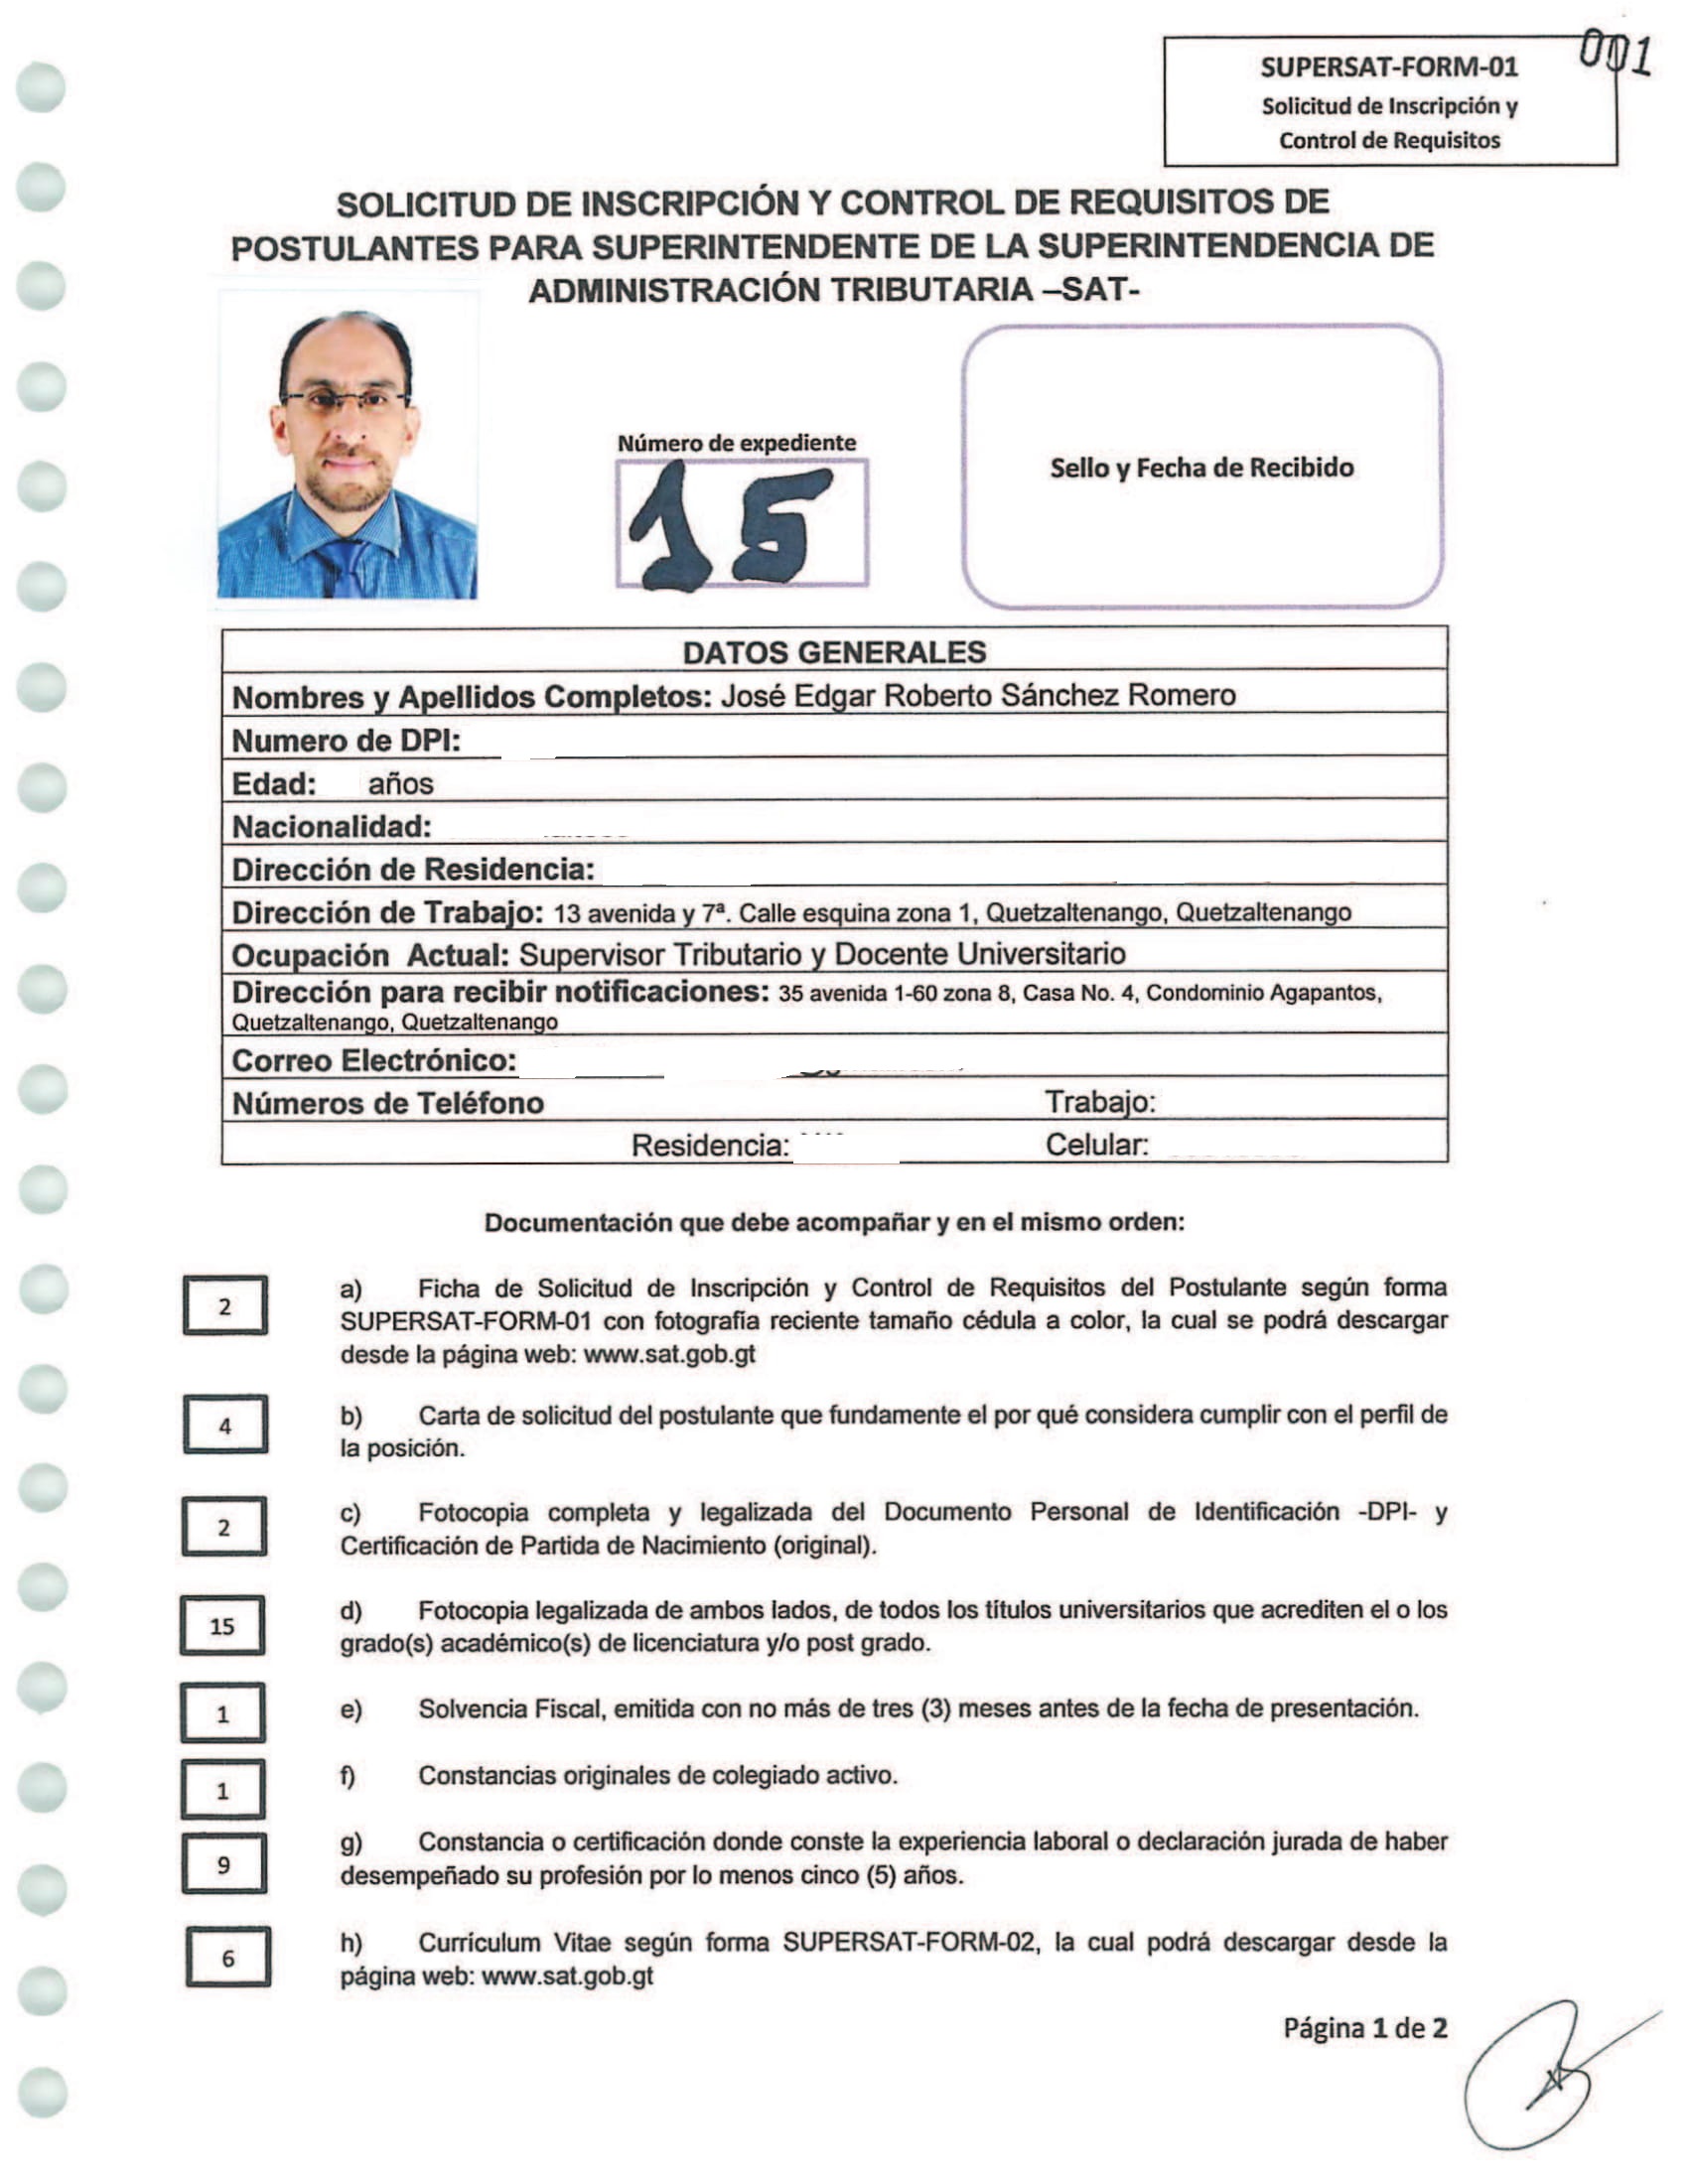 001
SUPERSAT-FORM-01
Solicitud de Inscripción y
Control de Requisitos
SOLICITUD DE INSCRIPCIÓN Y CONTROL DE REQUISITOS DE
POSTULANTES PARA SUPERINTENDENTE DE LA SUPERINTENDENCIA DE
ADMINISTRACIÓN TRIBUTARIA –SAT-
Número de expediente
15
Sello y Fecha de Recibido
DATOS GENERALES
Nombres y Apellidos Completos: José Edgar Roberto Sánchez Romero
Numero de DPI:
Edad: años
Nacionalidad:
Dirección de Residencia:
Dirección de Trabajo: 13 avenida y 7ª. Calle esquina zona 1, Quetzaltenango, Quetzaltenango
Ocupación Actual: Supervisor Tributario y Docente Universitario
Dirección para recibir notificaciones: 35 avenida 1-60 zona 8, Casa No. 4, Condominio Agapantos,
Quetzaltenango, Quetzaltenango
Correo Electrónico:
Números de Teléfono Trabajo:
Residencia: Celular:
Documentación que debe acompañar y en el mismo orden:
2 a) Ficha de Solicitud de Inscripción y Control de Requisitos del Postulante según forma
SUPERSAT-FORM-01 con fotografía reciente tamaño cédula a color, la cual se podrá descargar
desde la página web: www.sat.gob.gt
4 b) Carta de solicitud del postulante que fundamente el por qué considera cumplir con el perfil de
la posición.
2 c) Fotocopia completa y legalizada del Documento Personal de Identificación -DPI- y
Certificación de Partida de Nacimiento (original).
15 d) Fotocopia legalizada de ambos lados, de todos los títulos universitarios que acrediten el o los
grado(s) académico(s) de licenciatura y/o post grado.
1 e) Solvencia Fiscal, emitida con no más de tres (3) meses antes de la fecha de presentación.
1 f) Constancias originales de colegiado activo.
9 g) Constancia o certificación donde conste la experiencia laboral o declaración jurada de haber
desempeñado su profesión por lo menos cinco (5) años.
6 h) Currículum Vitae según forma SUPERSAT-FORM-02, la cual podrá descargar desde la
página web: www.sat.gob.gt
Página 1 de 2